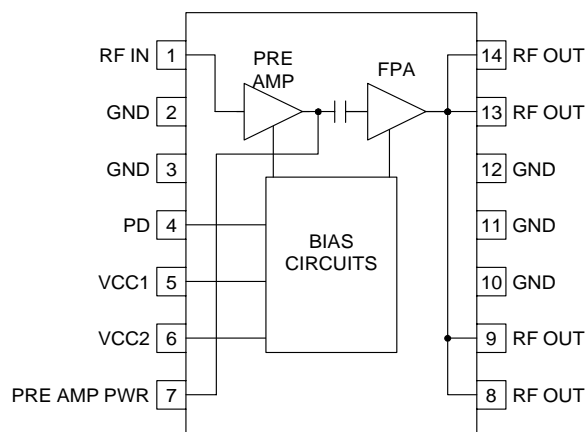 RF IN 1
GND 2
GND 3
PD 4
VCC1 5
VCC2 6
PRE AMP PWR 7
PRE
AMP
FPA
BIAS
CIRCUITS
14 RF OUT
13 RF OUT
12 GND
11 GND
10 GND
9 RF OUT
8 RF OUT